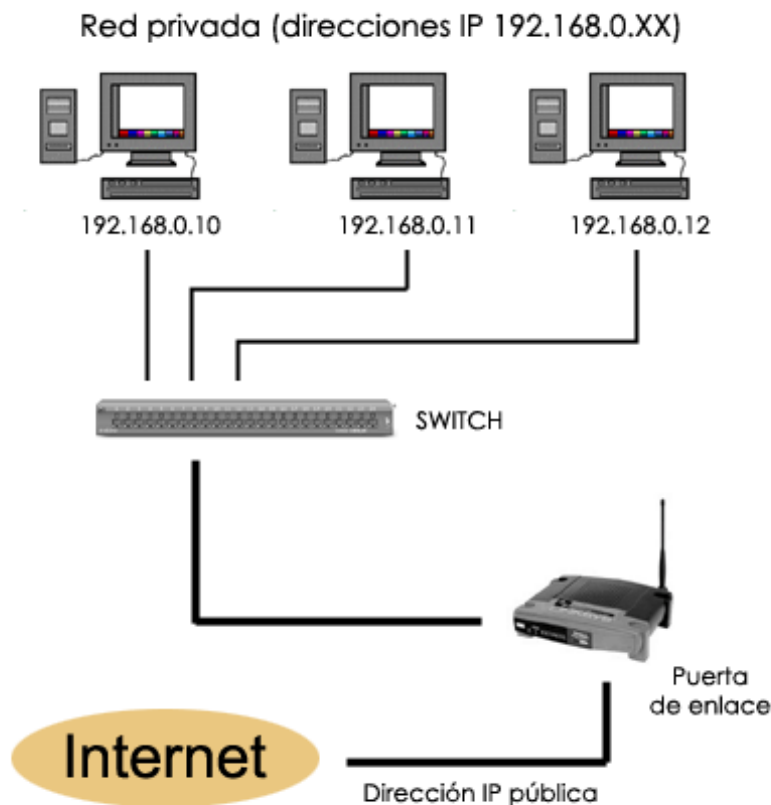 Red privada (direcciones IP 192.168.0.XX)
192.168.0.10
192.168.0.11
192.168.0.12
SWITCH
Puerta
de enlace
Internet
Dirección IP pública